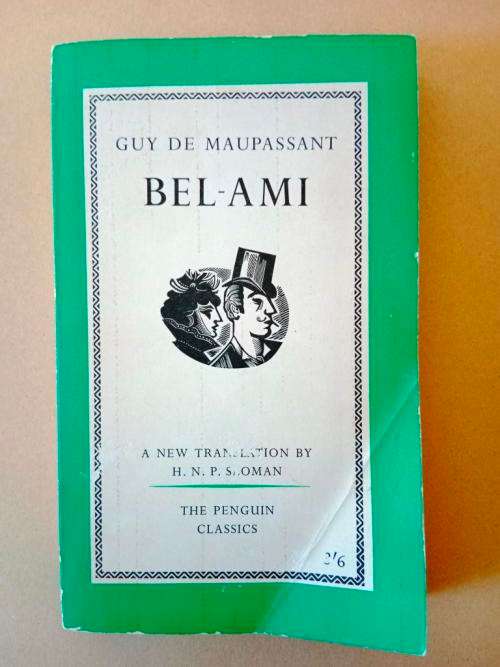 GUY DE MAUPASSANT
BEL-AMI
A NEW TRANSLATION BY
H. N. P. SLOMAN
THE PENGUIN
CLASSICS
2/6